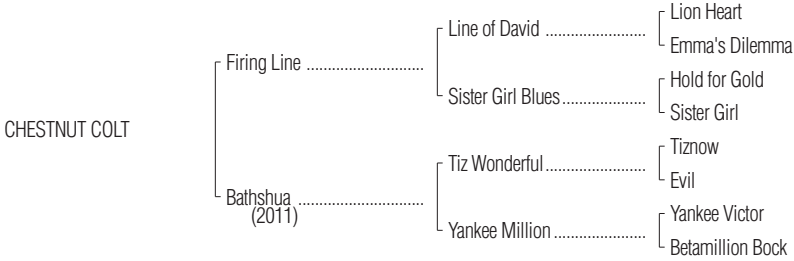 Lion Heart
Line of David ........................
Emma's Dilemma
Firing Line ............................
Hold for Gold
Sister Girl Blues....................
Sister Girl
CHESTNUT COLT
Tiznow
Tiz Wonderful........................
Evil
Bathshua ..............................
(2011)
Yankee Victor
Yankee Million ......................
Betamillion Bock